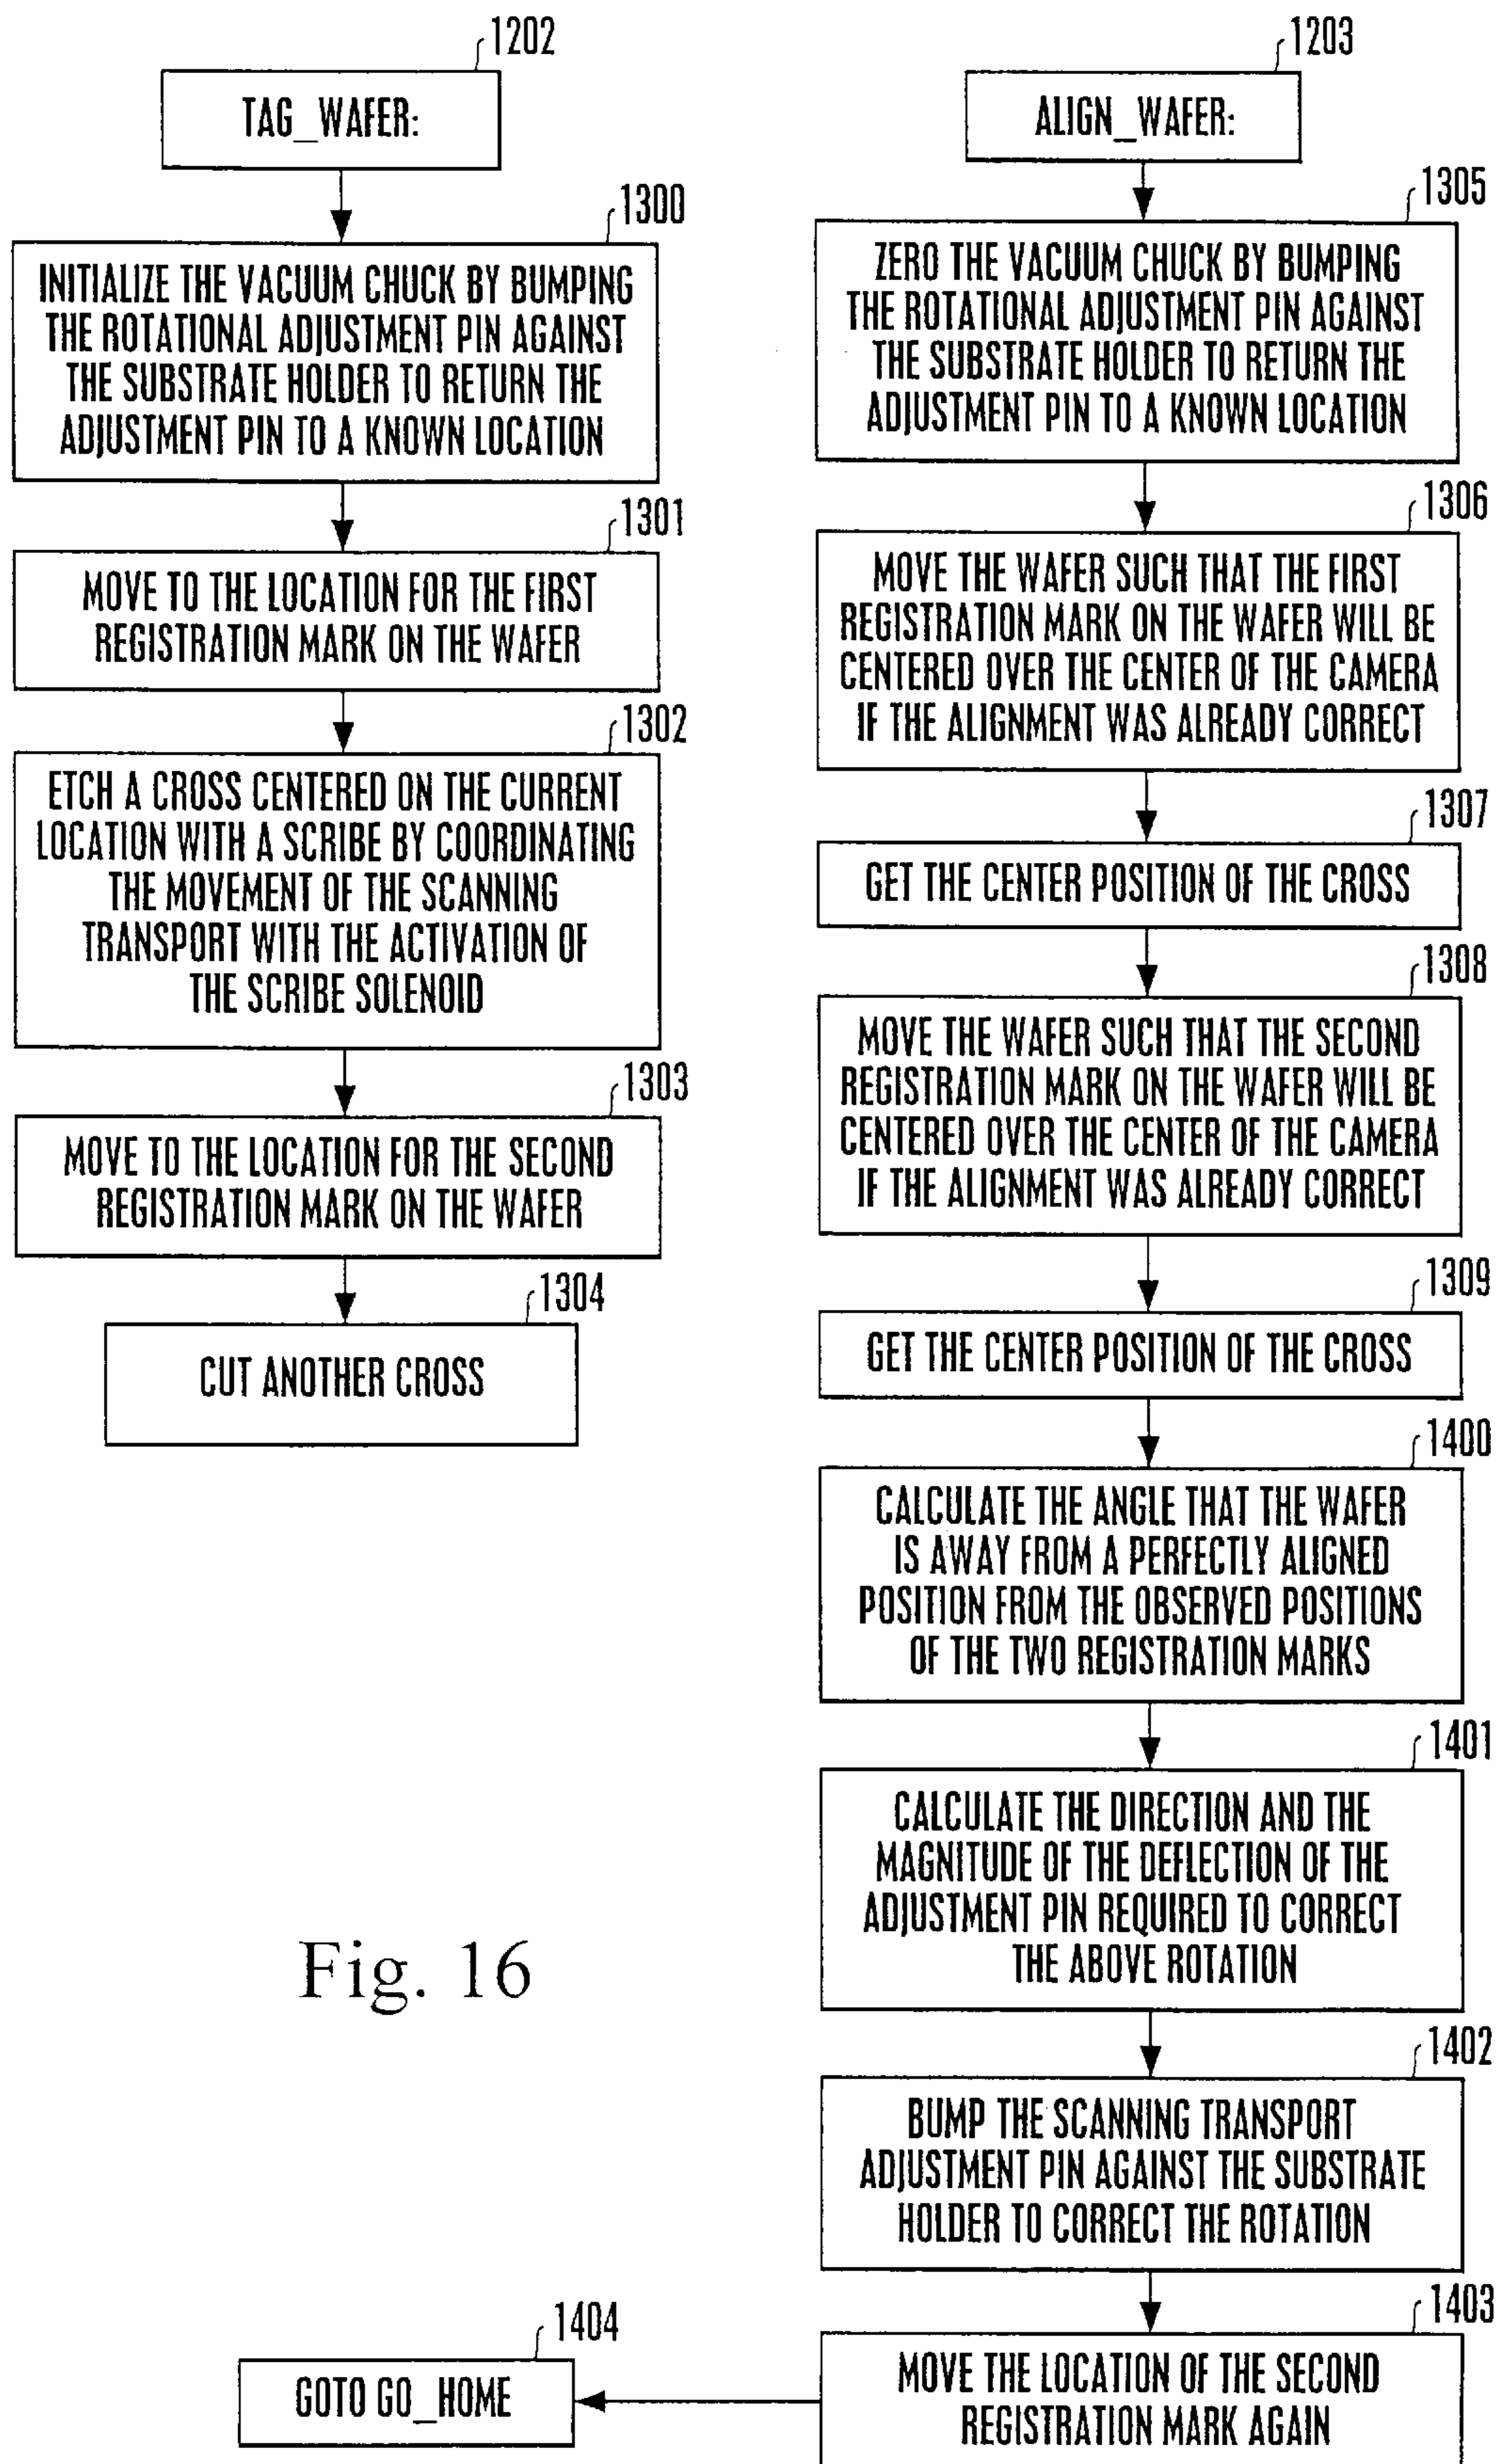 1202
TAG_WAFER:
1300
INITIALIZE THE VACUUM CHUCK BY BUMPING
THE ROTATIONAL ADJUSTMENT PIN AGAINST
THE SUBSTRATE HOLDER TO RETURN THE
ADJUSTMENT PIN TO A KNOWN LOCATION
1301
MOVE TO THE LOCATION FOR THE FIRST
REGISTRATION MARK ON THE WAFER
1302
ETCH A CROSS CENTERED ON THE CURRENT
LOCATION WITH A SCRIBE BY COORDINATING
THE MOVEMENT OF THE SCANNING
TRANSPORT WITH THE ACTIVATION OF
THE SCRIBE SOLENOID
1303
MOVE TO THE LOCATION FOR THE SECOND
REGISTRATION MARK ON THE WAFER
1304
CUT ANOTHER CROSS
1203
ALIGN_WAFER:
1305
ZERO THE VACUUM CHUCK BY BUMPING
THE ROTATIONAL ADJUSTMENT PIN AGAINST
THE SUBSTRATE HOLDER TO RETURN THE
ADJUSTMENT PIN TO A KNOWN LOCATION
1306
MOVE THE WAFER SUCH THAT THE FIRST
REGISTRATION MARK ON THE WAFER WILL BE
CENTERED OVER THE CENTER OF THE CAMERA
IF THE ALIGNMENT WAS ALREADY CORRECT
1307
GET THE CENTER POSITION OF THE CROSS
1308
MOVE THE WAFER SUCH THAT THE SECOND
REGISTRATION MARK ON THE WAFER WILL BE
CENTERED OVER THE CENTER OF THE CAMERA
IF THE ALIGNMENT WAS ALREADY CORRECT
1309
GET THE CENTER POSITION OF THE CROSS
1400
CALCULATE THE ANGLE THAT THE WAFER
IS AWAY FROM A PERFECTLY ALIGNED
POSITION FROM THE OBSERVED POSITIONS
OF THE TWO REGISTRATION MARKS
1401
CALCULATE THE DIRECTION AND THE
MAGNITUDE OF THE DEFLECTION OF THE
ADJUSTMENT PIN REQUIRED TO CORRECT
THE ABOVE ROTATION
1402
BUMP THE SCANNING TRANSPORT
ADJUSTMENT PIN AGAINST THE SUBSTRATE
HOLDER TO CORRECT THE ROTATION
1403
MOVE THE LOCATION OF THE SECOND
REGISTRATION MARK AGAIN
1404
GOTO GO_HOME
Fig. 16